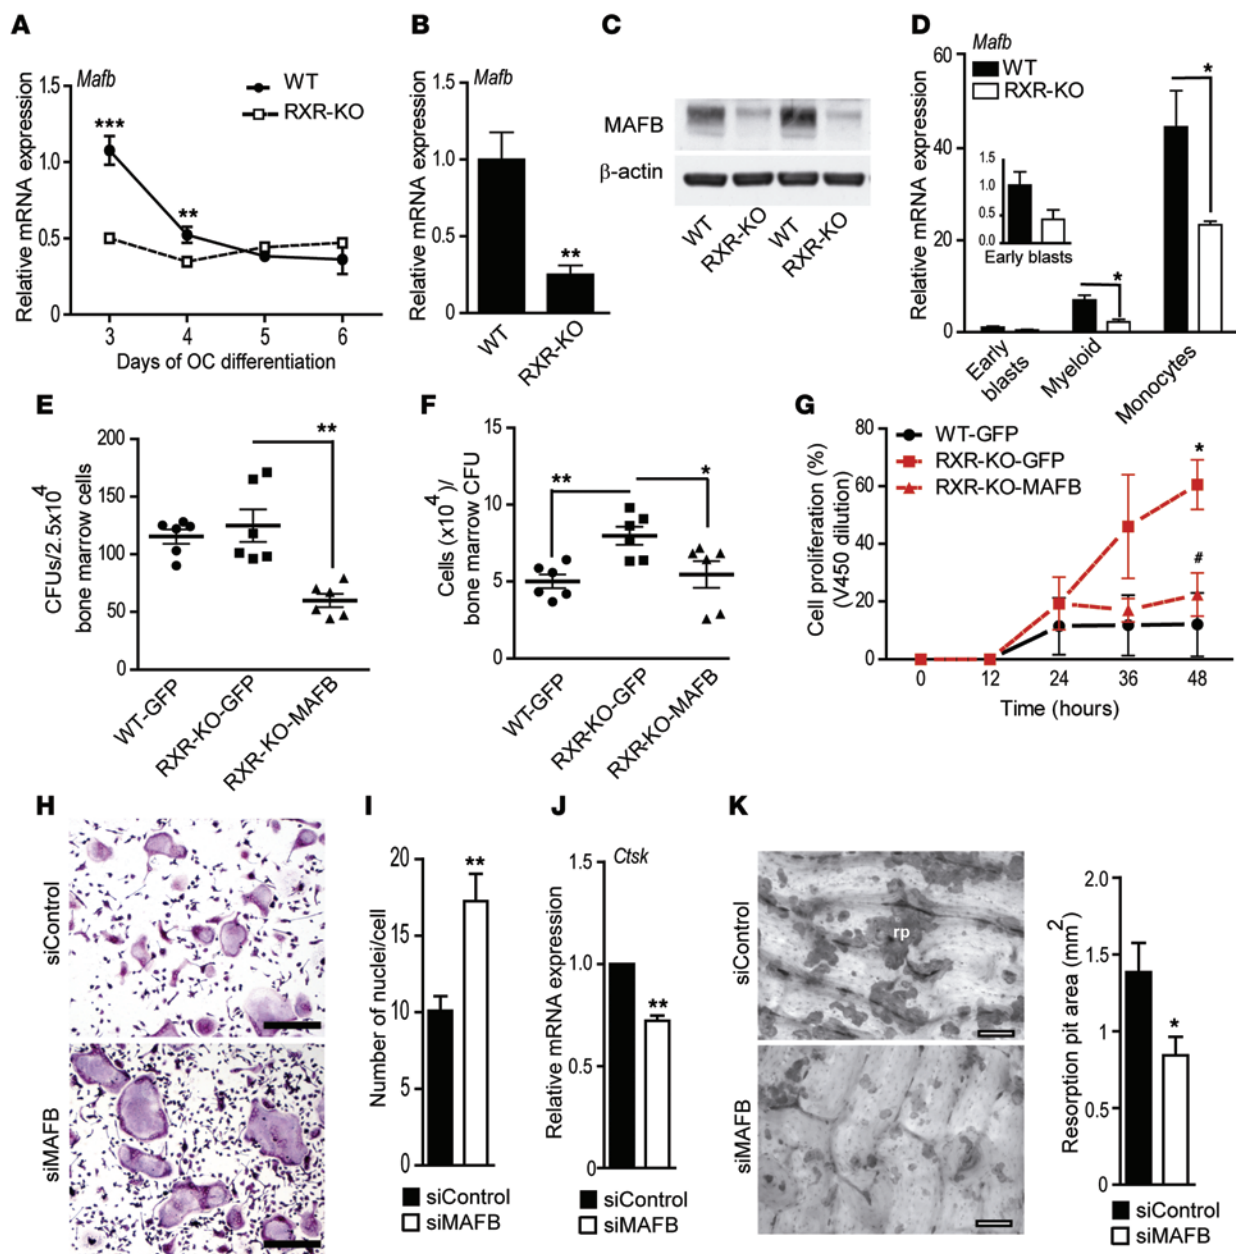 A
Mafb
WT
RXR-KO
***
**
Relative mRNA expression
1.5
1.0
0.5
0
3 4 5 6
Days of OC differentiation
B
Mafb
Relative mRNA expression
1.5
1.0
0.5
0
**
WT
RXR-KO
C
MAFB
β-actin
WT
RXR-KO
WT
RXR-KO
D
Mafb
WT
RXR-KO
Relative mRNA expression
60
40
20
0
1.5
1.0
0.5
0.0
Early blasts
*
*
Early
blasts
Myeloid
Monocytes
E
CFUs/2.5x10⁴
bone marrow cells
200
150
100
50
0
**
WT-GFP
RXR-KO-GFP
RXR-KO-MAFB
F
Cells (x10⁴)/
bone marrow CFU
15
10
5
0
**
*
WT-GFP
RXR-KO-GFP
RXR-KO-MAFB
G
WT-GFP
RXR-KO-GFP
RXR-KO-MAFB
Cell proliferation (%)
(V450 dilution)
80
60
40
20
0
*
#
0 12 24 36 48
Time (hours)
H
siControl
siMAFB
I
Number of nuclei/cell
20
15
10
5
0
**
siControl
siMAFB
J
Ctsk
Relative mRNA expression
1.5
1.0
0.5
0
**
siControl
siMAFB
K
siControl
rp
siMAFB
Resorption pit area (mm²)
2
1.5
1
0.5
0
*
siControl
siMAFB